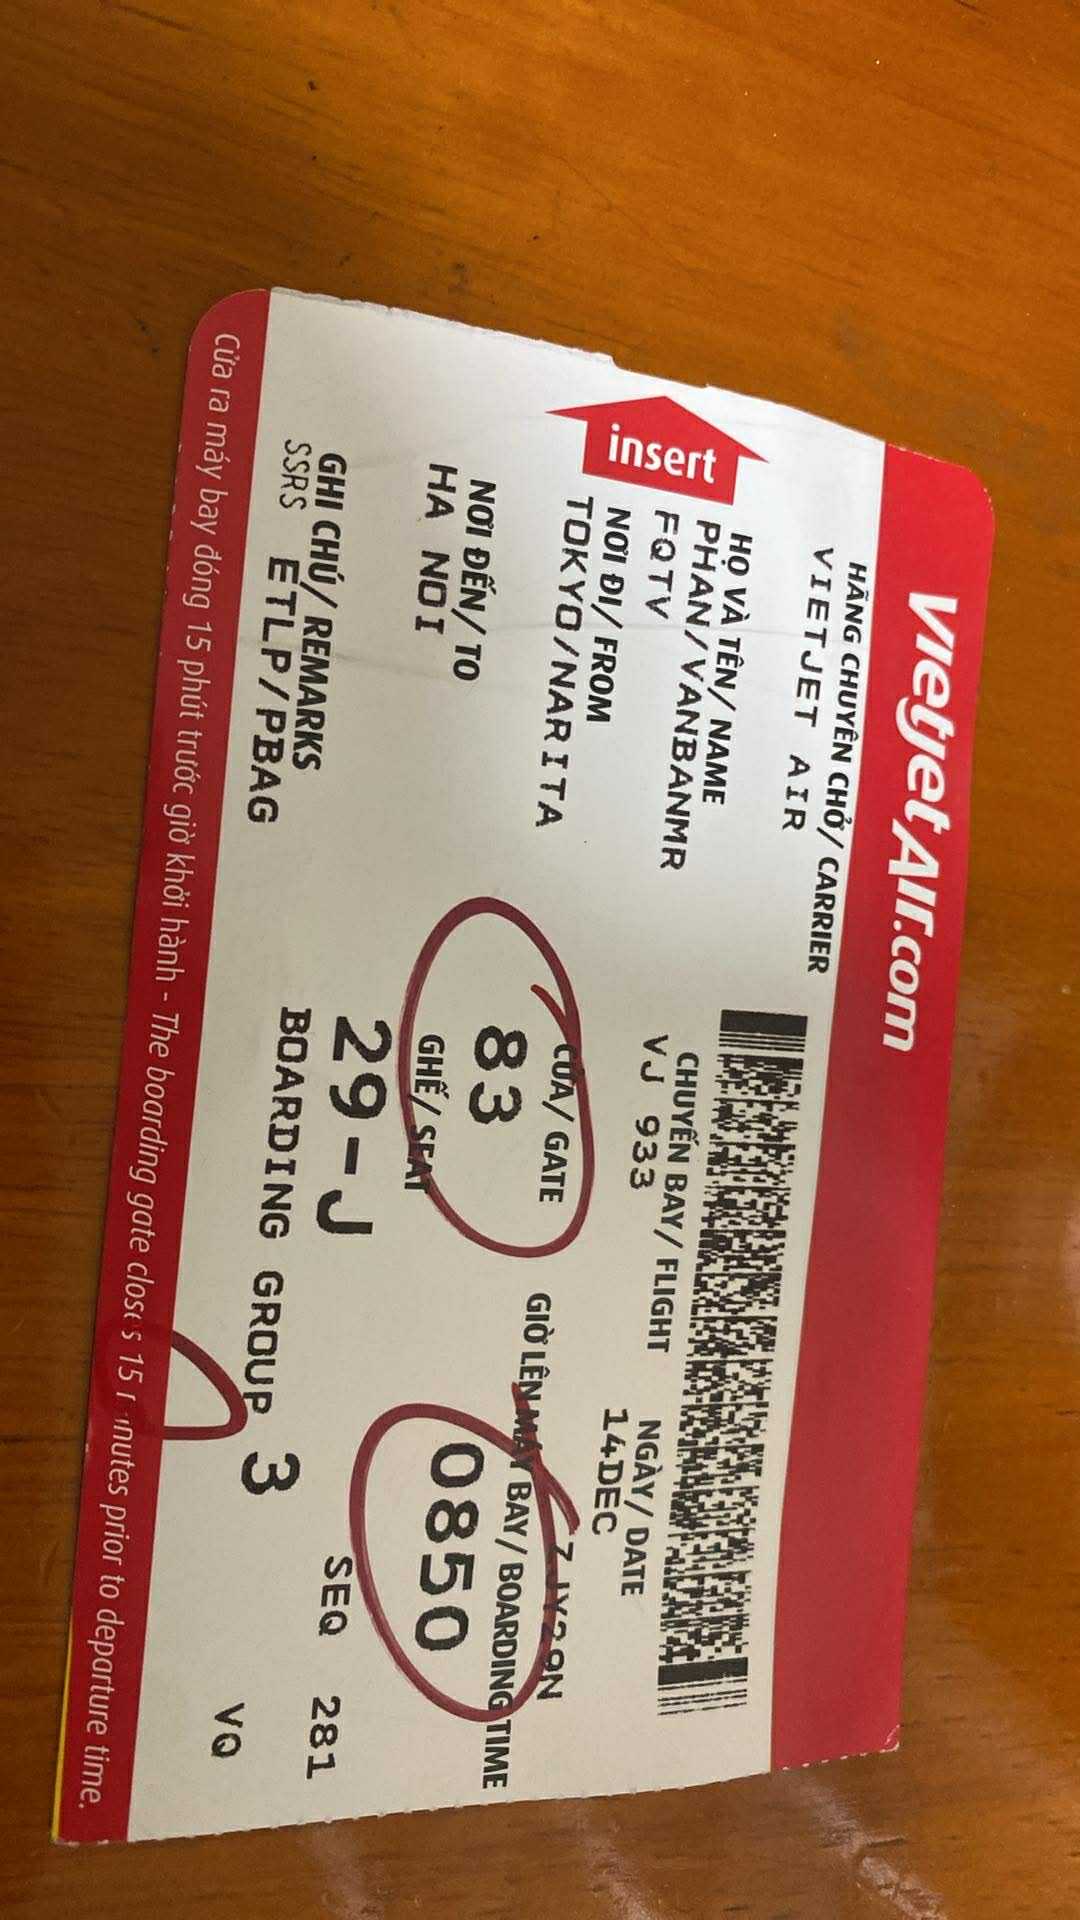 VietjetAir.com
HÃNG CHUYÊN CHỞ/ CARRIER
VIETJET AIR
HỌ VÀ TÊN/ NAME
PHAN/VANBANMR
FQTV
NƠI ĐI/ FROM
TOKYO/NARITA
NƠI ĐẾN/ TO
HA NOI
GHI CHÚ/ REMARKS
SSRS ETLP/PBAG
insert
CHUYẾN BAY/ FLIGHT
VJ 933
NGÀY/ DATE
14DEC
CỬA/ GATE
83
GIỜ LÊN MÁY BAY/ BOARDING TIME
0850
GHẾ/ SEAT
29-J
BOARDING GROUP 3
SEQ 281
VQ
Cửa ra máy bay đóng 15 phút trước giờ khởi hành - The boarding gate closes 15 minutes prior to departure time.